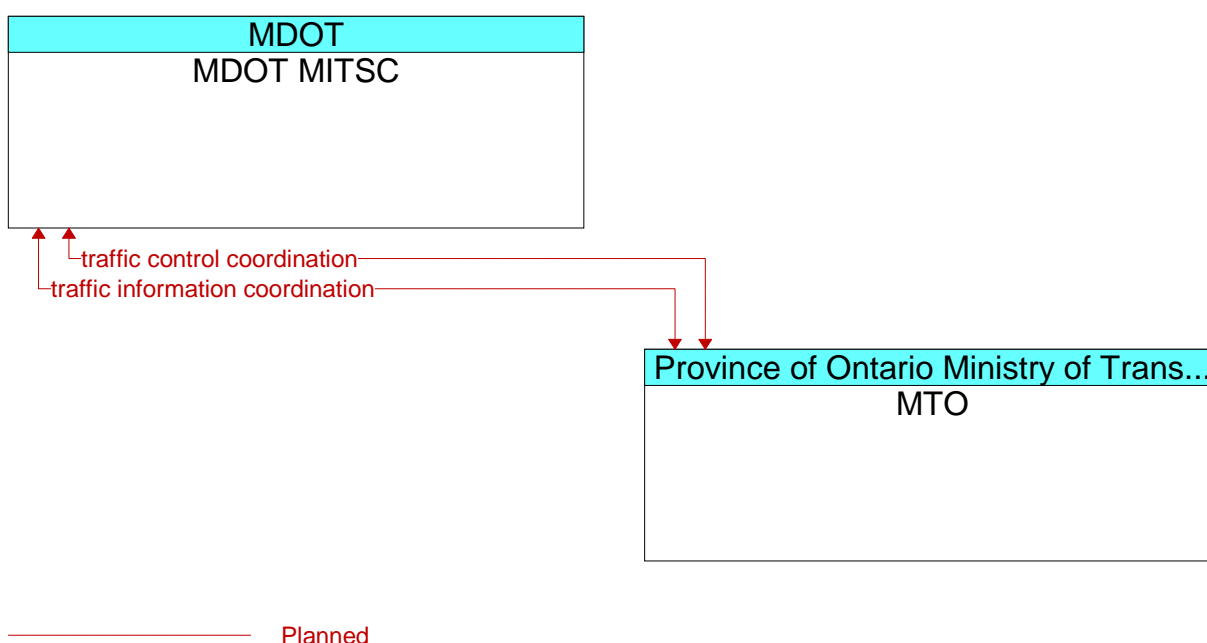 MDOT
MDOT MITSC
traffic control coordination
traffic information coordination
Province of Ontario Ministry of Trans...
MTO
Planned